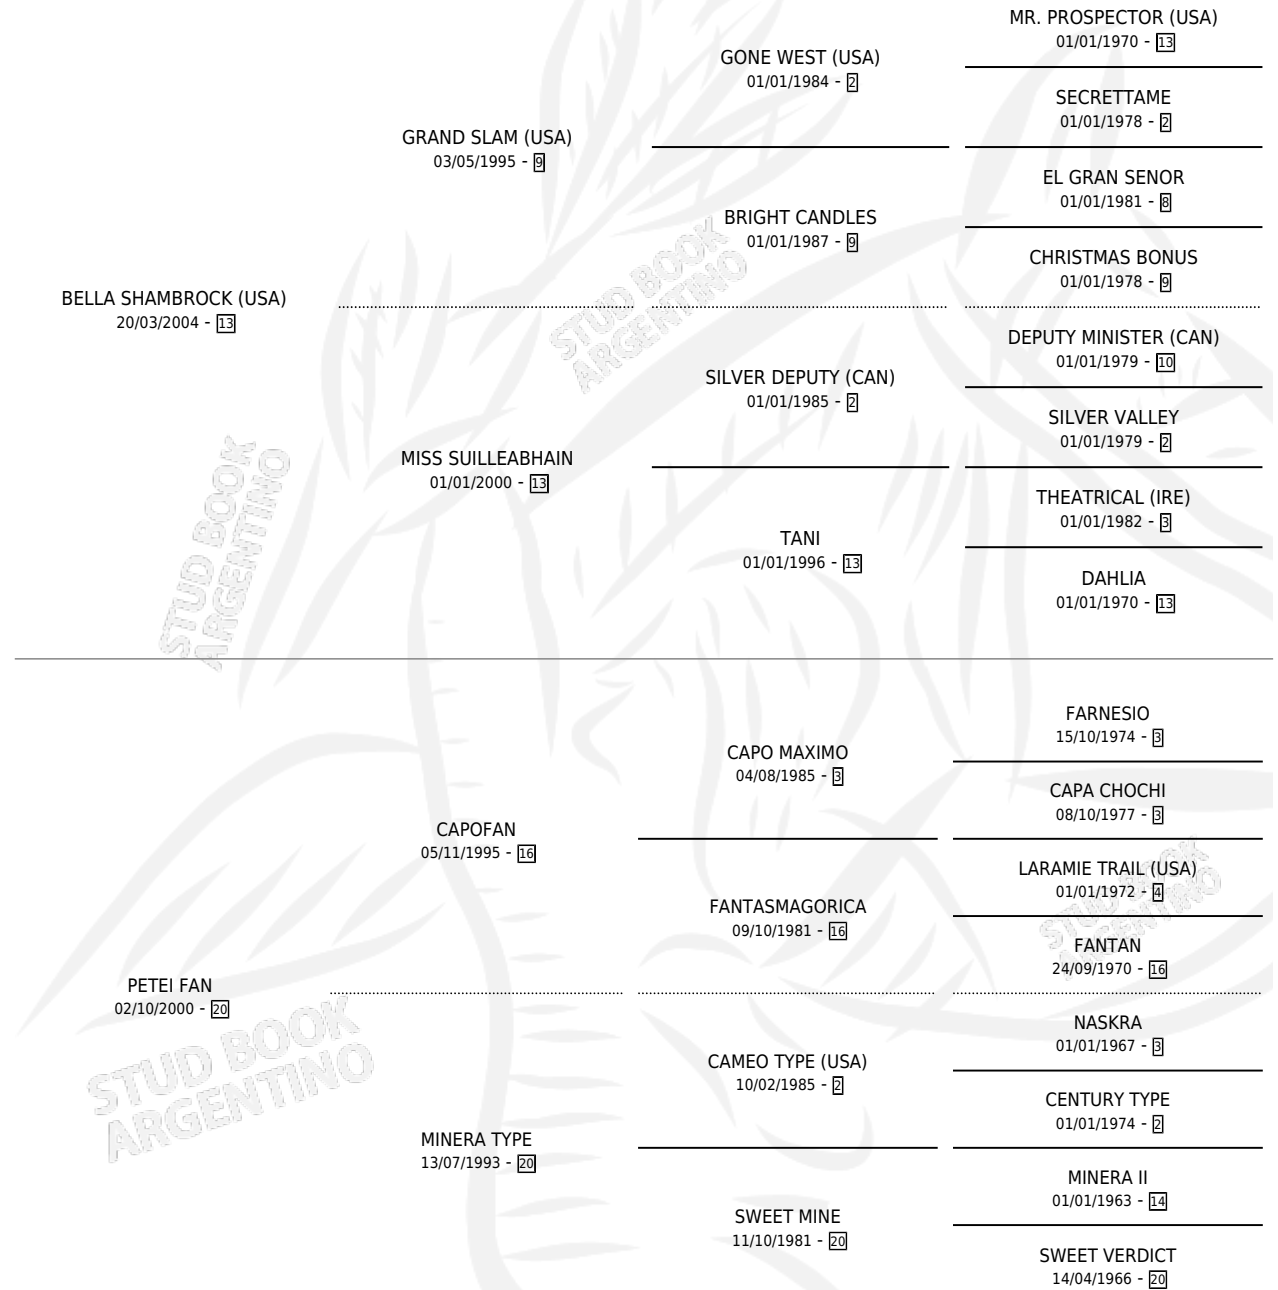 MR. PROSPECTOR (USA)
01/01/1970 - 13
GONE WEST (USA)
01/01/1984 - 2
SECRETTAME
01/01/1978 - 2
GRAND SLAM (USA)
03/05/1995 - 9
EL GRAN SENOR
01/01/1981 - 8
BRIGHT CANDLES
01/01/1987 - 9
CHRISTMAS BONUS
01/01/1978 - 9
BELLA SHAMBROCK (USA)
20/03/2004 - 13
DEPUTY MINISTER (CAN)
01/01/1979 - 10
SILVER DEPUTY (CAN)
01/01/1985 - 2
SILVER VALLEY
01/01/1979 - 2
MISS SUILLEABHAIN
01/01/2000 - 13
THEATRICAL (IRE)
01/01/1982 - 3
TANI
01/01/1996 - 13
DAHLIA
01/01/1970 - 13
STUD BOOK
ARGENTINO
STUD BOOK
ARGENTINO
FARNESIO
15/10/1974 - 3
CAPO MAXIMO
04/08/1985 - 3
CAPA CHOCHI
08/10/1977 - 3
CAPOFAN
05/11/1995 - 16
LARAMIE TRAIL (USA)
01/01/1972 - 4
FANTASMAGORICA
09/10/1981 - 16
FANTAN
24/09/1970 - 16
PETEI FAN
02/10/2000 - 20
NASKRA
01/01/1967 - 3
CAMEO TYPE (USA)
10/02/1985 - 2
CENTURY TYPE
01/01/1974 - 2
MINERA TYPE
13/07/1993 - 20
MINERA II
01/01/1963 - 14
SWEET MINE
11/10/1981 - 20
SWEET VERDICT
14/04/1966 - 20
STUD BOOK
ARGENTINO
STUD BOOK
ARGENTINO